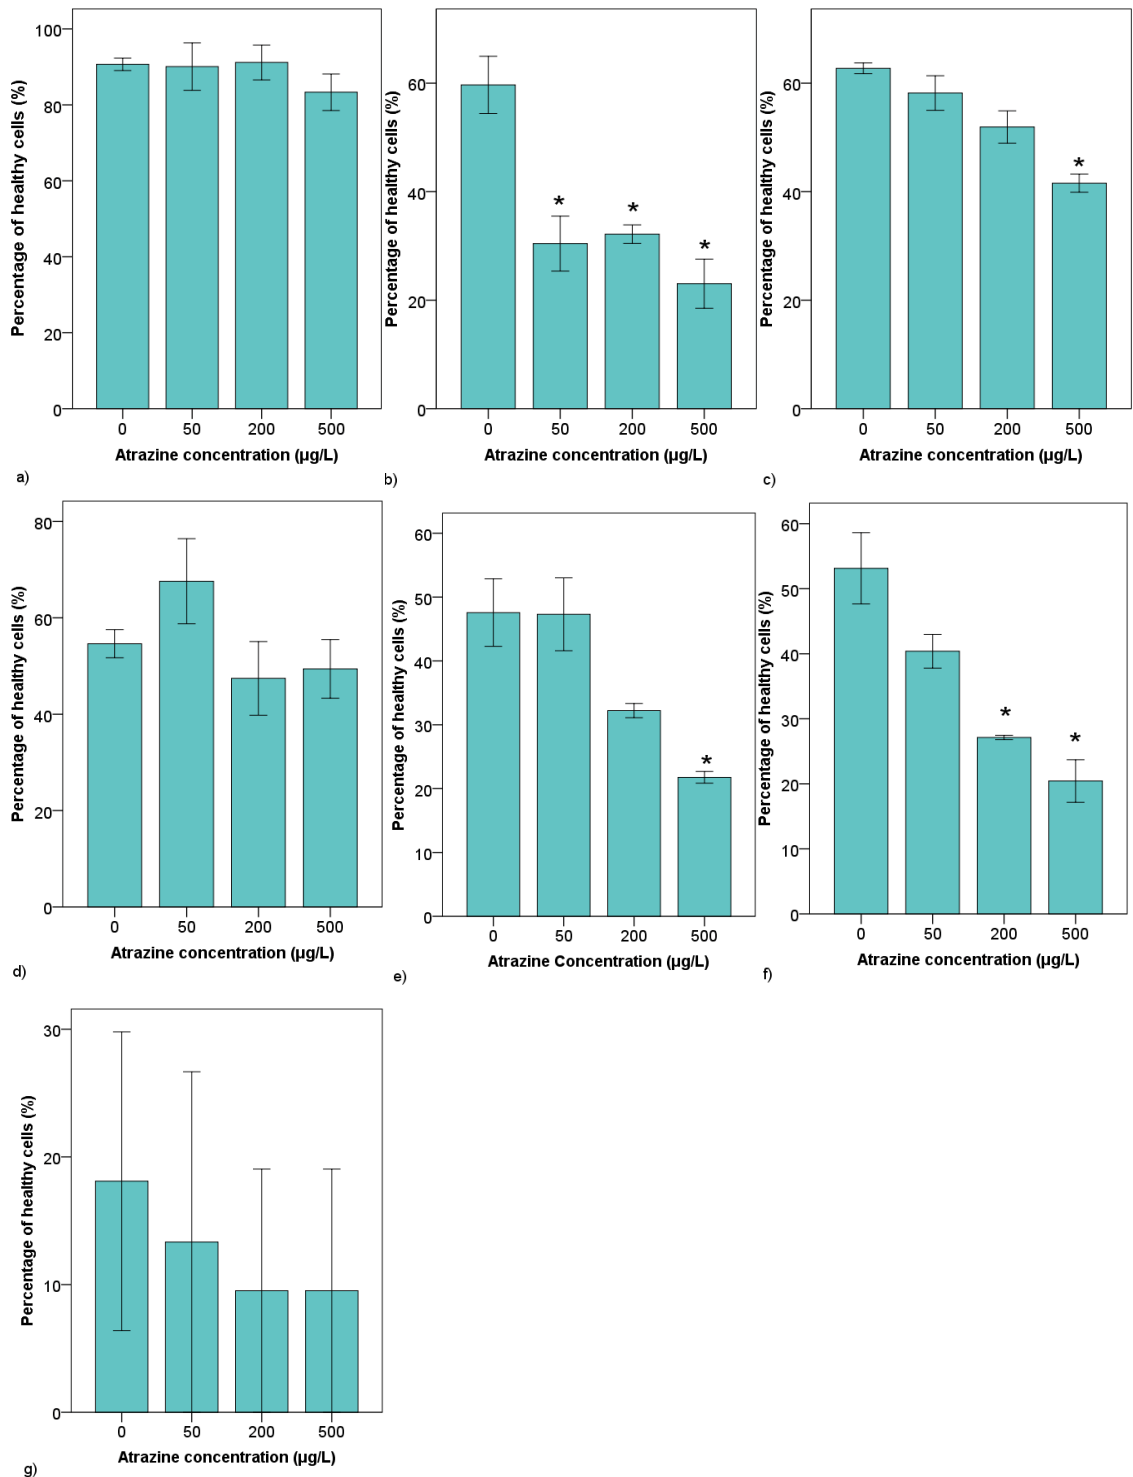 Percentage of healthy cells (%)
100
80
60
40
20
0
0 50 200 500
Atrazine concentration (µg/L)
a)
Percentage of healthy cells (%)
60
40
20
0
*
*
*
0 50 200 500
Atrazine concentration (µg/L)
b)
Percentage of healthy cells (%)
60
40
20
0
*
0 50 200 500
Atrazine concentration (µg/L)
c)
Percentage of healthy cells (%)
80
60
40
20
0
0 50 200 500
Atrazine concentration (µg/L)
d)
Percentage of healthy cells (%)
60
50
40
30
20
10
0
*
0 50 200 500
Atrazine Concentration (µg/L)
e)
Percentage of healthy cells (%)
60
50
40
30
20
10
0
*
*
0 50 200 500
Atrazine concentration (µg/L)
f)
Percentage of healthy cells (%)
30
20
10
0
0 50 200 500
Atrazine concentration (µg/L)
g)